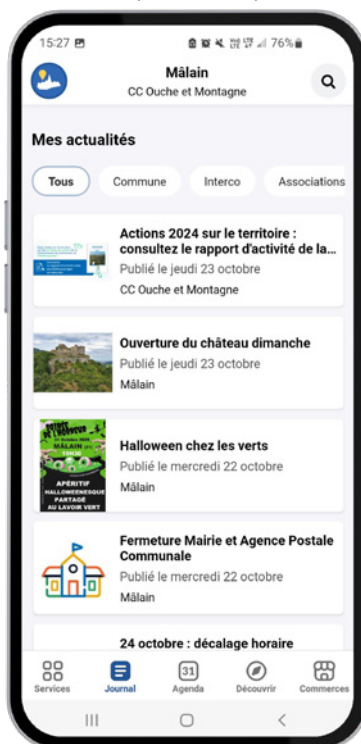 15:27
76%
Mâlain
CC Ouche et Montagne
Mes actualités
Tous
Commune
Interco
Associations
Actions 2024 sur le territoire :
consultez le rapport d'activité de la...
Publié le jeudi 23 octobre
CC Ouche et Montagne
Ouverture du château dimanche
Publié le jeudi 23 octobre
Mâlain
MÂLAIN
APÉRITIF
HALLOWEENESQUE
PARTAGÉ
AU LAVOIR VERT
Halloween chez les verts
Publié le mercredi 22 octobre
Mâlain
Fermeture Mairie et Agence Postale
Communale
Publié le mercredi 22 octobre
Mâlain
24 octobre : décalage horaire
31
Services
Journal
Agenda
Découvrir
Commerces